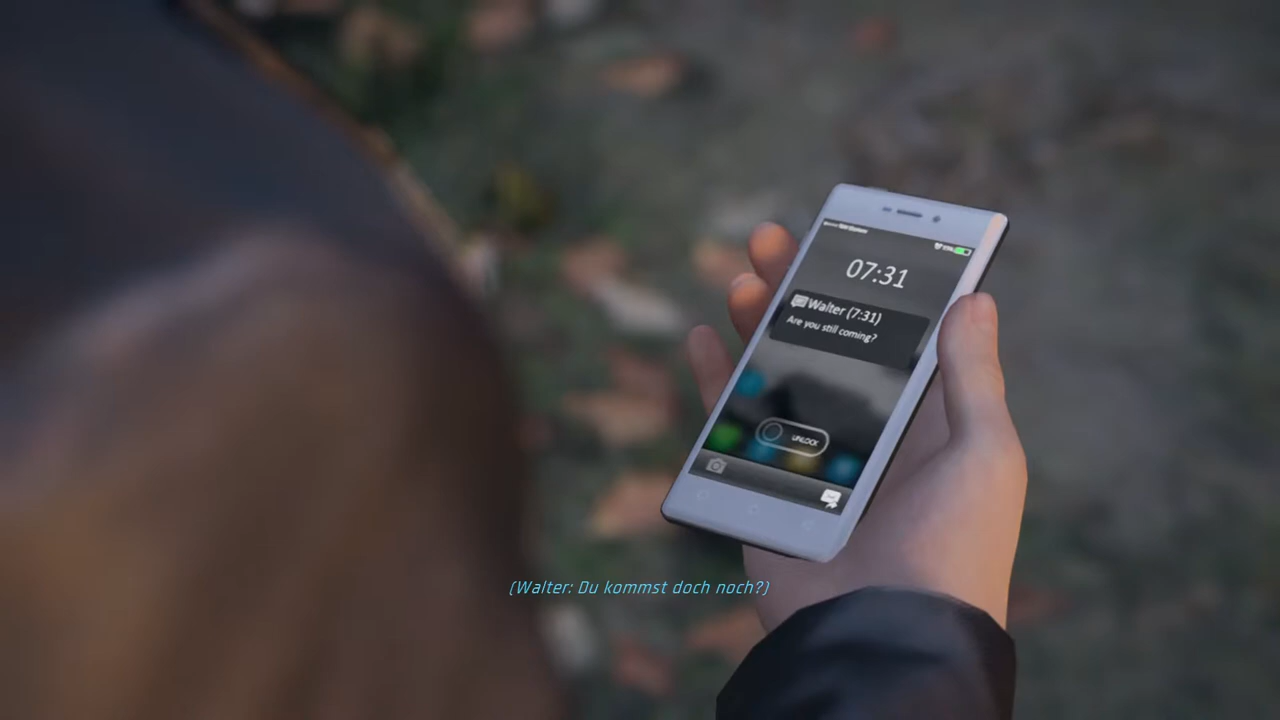 07:31
Walter (7:31)
Are you still coming?
UNLOCK
(Walter: Du kommst doch noch?)